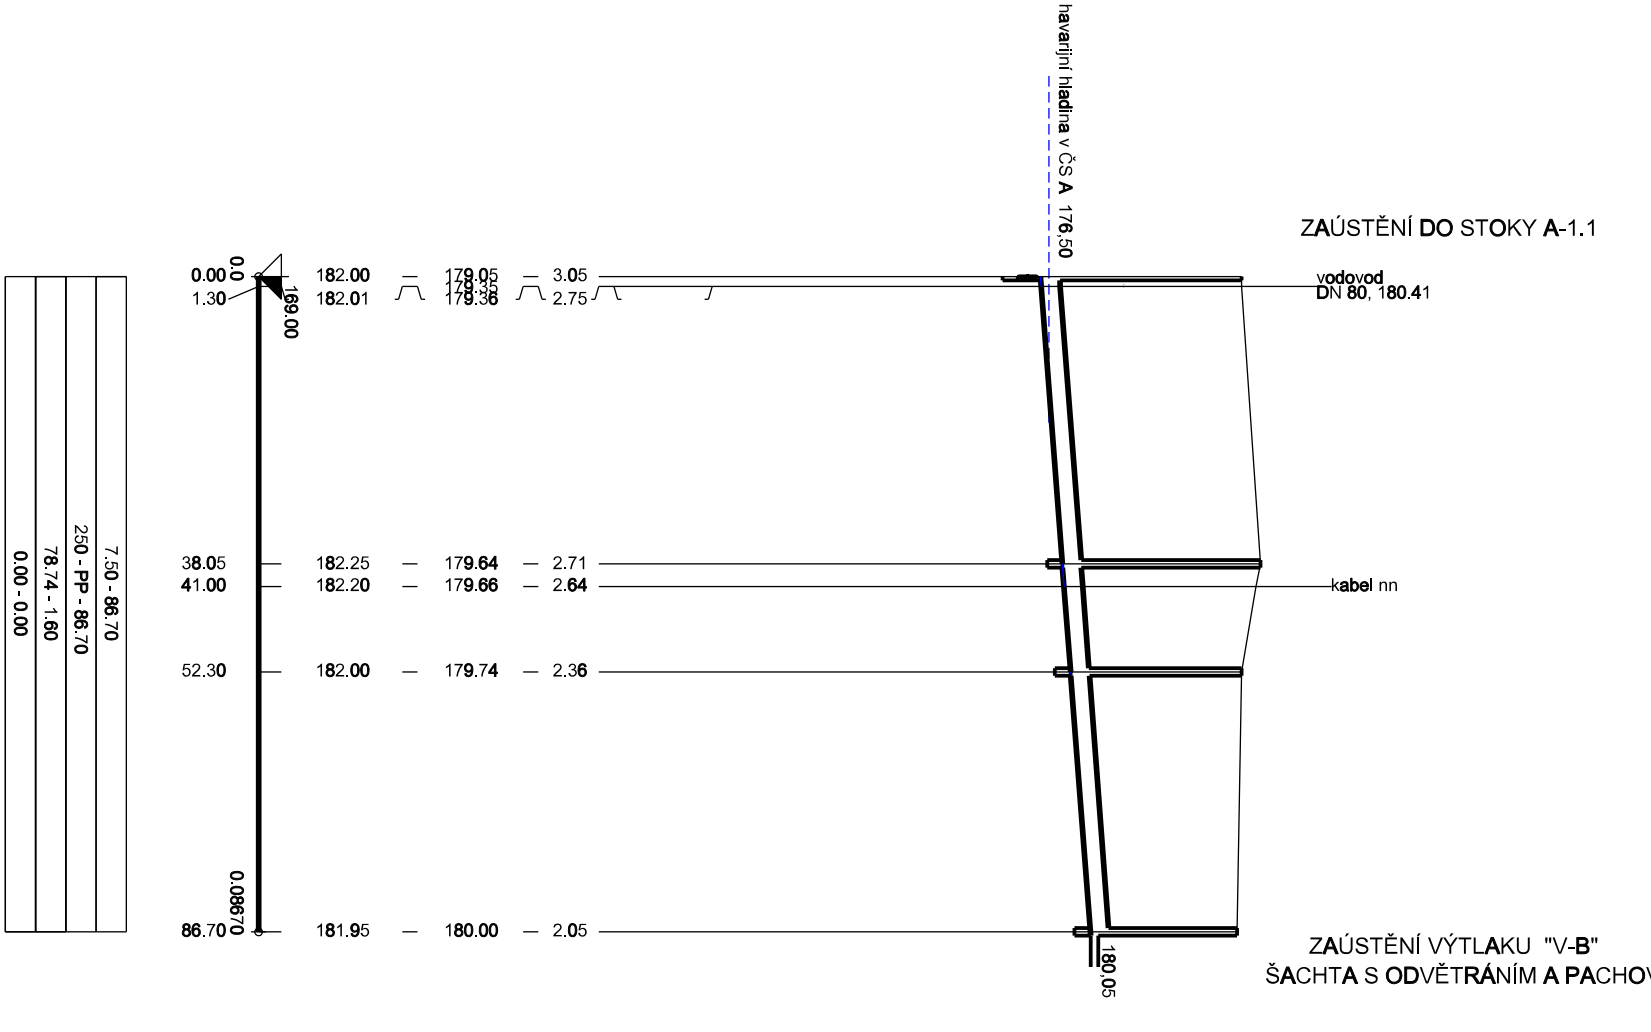 havarijní hladina v ČS A 176,50
ZAÚSTĚNÍ DO STOKY A-1.1
0.00 0.0 182.00 179.05 3.05
179.35
1.30 182.01 179.36 2.75
169.00
vodovod
DN 80, 180.41
38.05 182.25 179.64 2.71
41.00 182.20 179.66 2.64
kabel nn
52.30 182.00 179.74 2.36
7.50 - 86.70
250 - PP - 86.70
78.74 - 1.60
0.00 - 0.00
0.08670
86.70 181.95 180.00 2.05
180,05
ZAÚSTĚNÍ VÝTLAKU "V-B"
ŠACHTA S ODVĚTRÁNÍM A